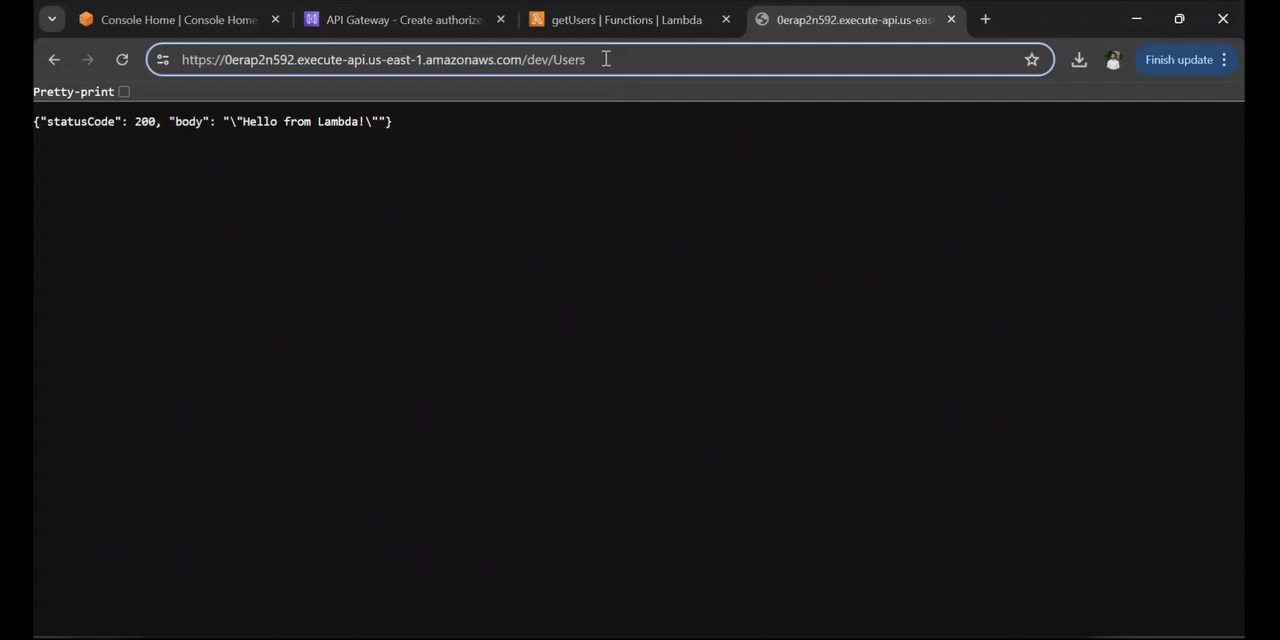 Console Home | Console Home
API Gateway - Create authorize
getUsers | Functions | Lambda
0erap2n592.execute-api.us-eas
https://0erap2n592.execute-api.us-east-1.amazonaws.com/dev/Users
Finish update
Pretty-print
{"statusCode": 200, "body": "\"Hello from Lambda!\""}